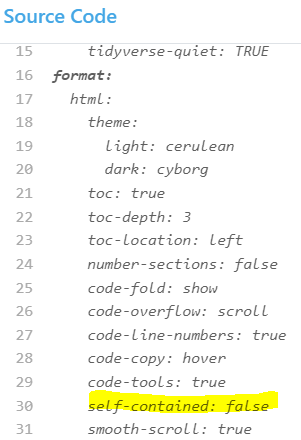 Source Code
15 tidyverse-quiet: TRUE
16 format:
17 html:
18 theme:
19 light: cerulean
20 dark: cyborg
21 toc: true
22 toc-depth: 3
23 toc-location: left
24 number-sections: false
25 code-fold: show
26 code-overflow: scroll
27 code-line-numbers: true
28 code-copy: hover
29 code-tools: true
30 self-contained: false
31 smooth-scroll: true